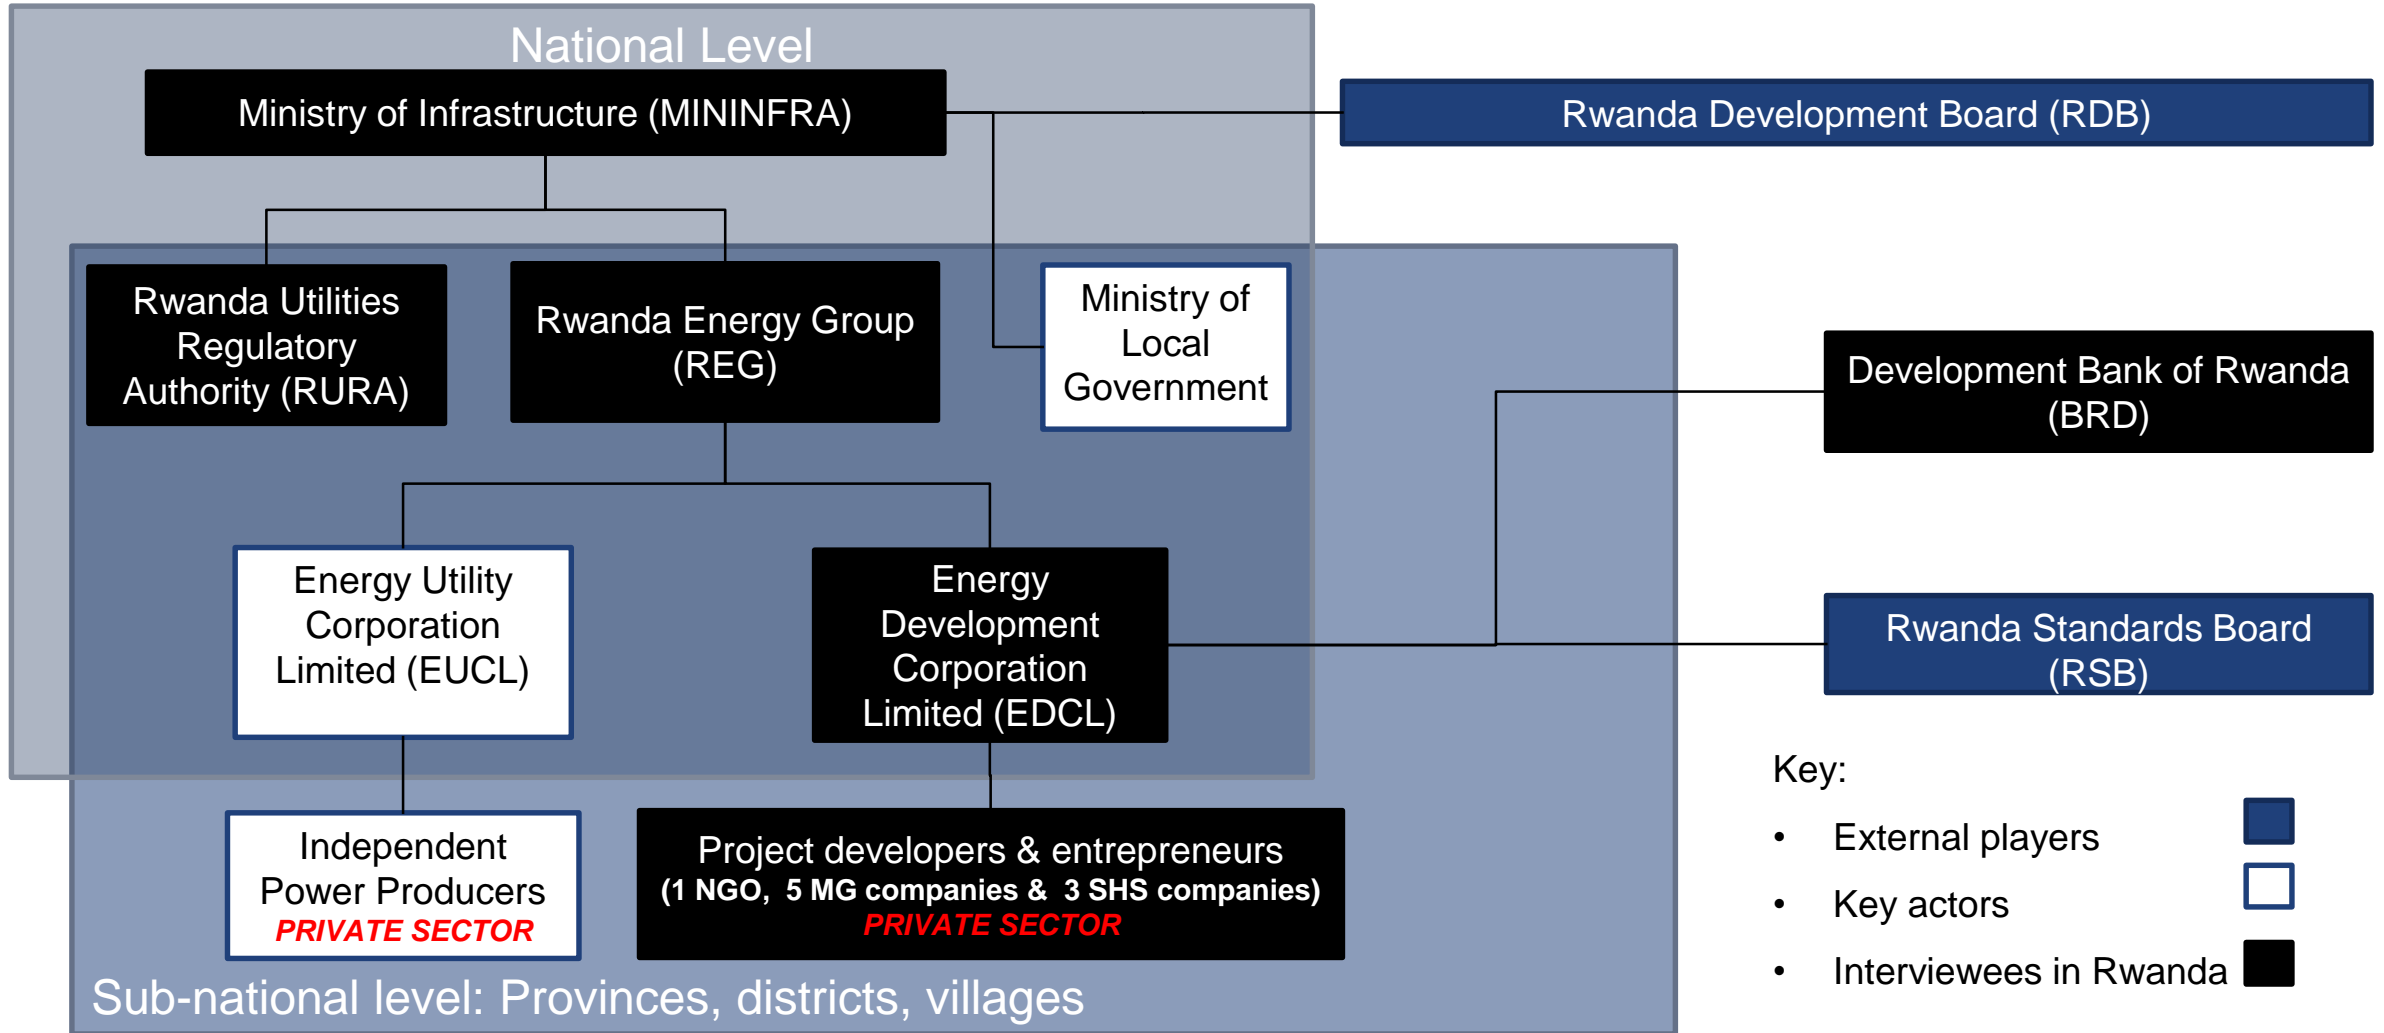 National Level
Ministry of Infrastructure (MININFRA)
Rwanda Development Board (RDB)
Rwanda Utilities
Regulatory
Authority (RURA)
Rwanda Energy Group
(REG)
Ministry of
Local
Government
Development Bank of Rwanda
(BRD)
Energy Utility
Corporation
Limited (EUCL)
Energy
Development
Corporation
Limited (EDCL)
Rwanda Standards Board
(RSB)
Independent
Power Producers
PRIVATE SECTOR
Project developers & entrepreneurs
(1 NGO, 5 MG companies & 3 SHS companies)
PRIVATE SECTOR
Sub-national level: Provinces, districts, villages
Key:
• External players
• Key actors
• Interviewees in Rwanda